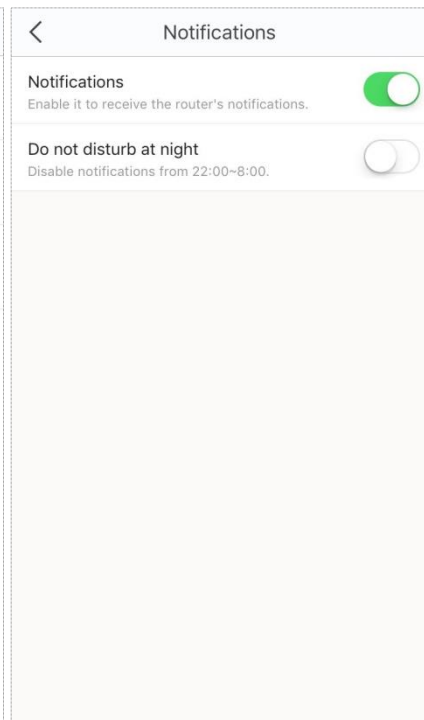 Notifications
Notifications
Enable it to receive the router's notifications.
Do not disturb at night
Disable notifications from 22:00~8:00.